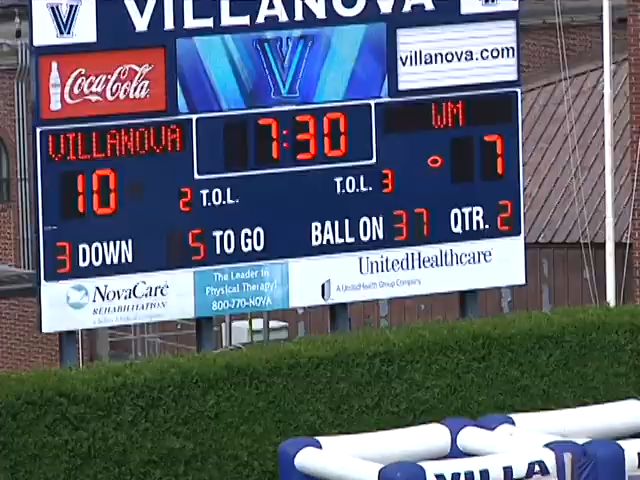 V VILLANOVA V
Coca-Cola V villanova.com
VILLANOVA 7:30 WM
10 2 T.O.L. T.O.L. 3 7
3 DOWN 5 TO GO BALL ON 37 QTR. 2
NovaCare
REHABILITATION
The Leader in
Physical Therapy!
800-770-NOVA
UnitedHealthcare
A UnitedHealth Group Company
VILLA